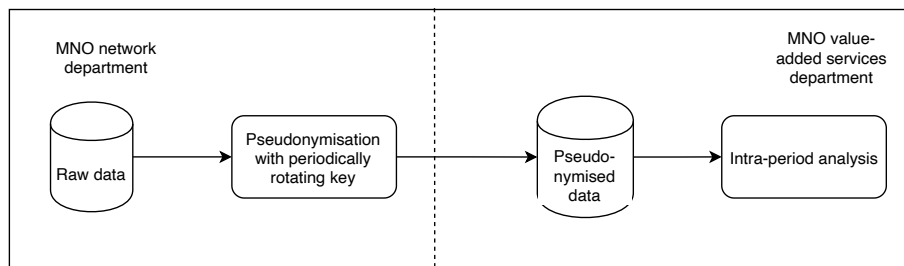 MNO network
department
MNO value-
added services
department
Raw data
Pseudonymisation
with periodically
rotating key
Pseudo-
nymised
data
Intra-period analysis